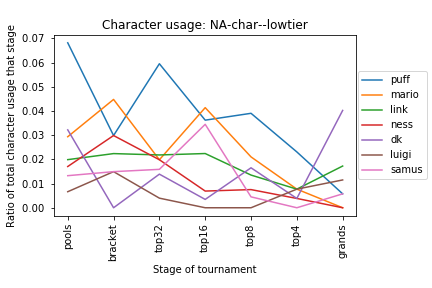 Character usage: NA-char--lowtier
Ratio of total character usage that stage
0.07
0.06
0.05
0.04
0.03
0.02
0.01
0.00
pools
bracket
top32
top16
top8
top4
grands
Stage of tournament
puff
mario
link
ness
dk
luigi
samus